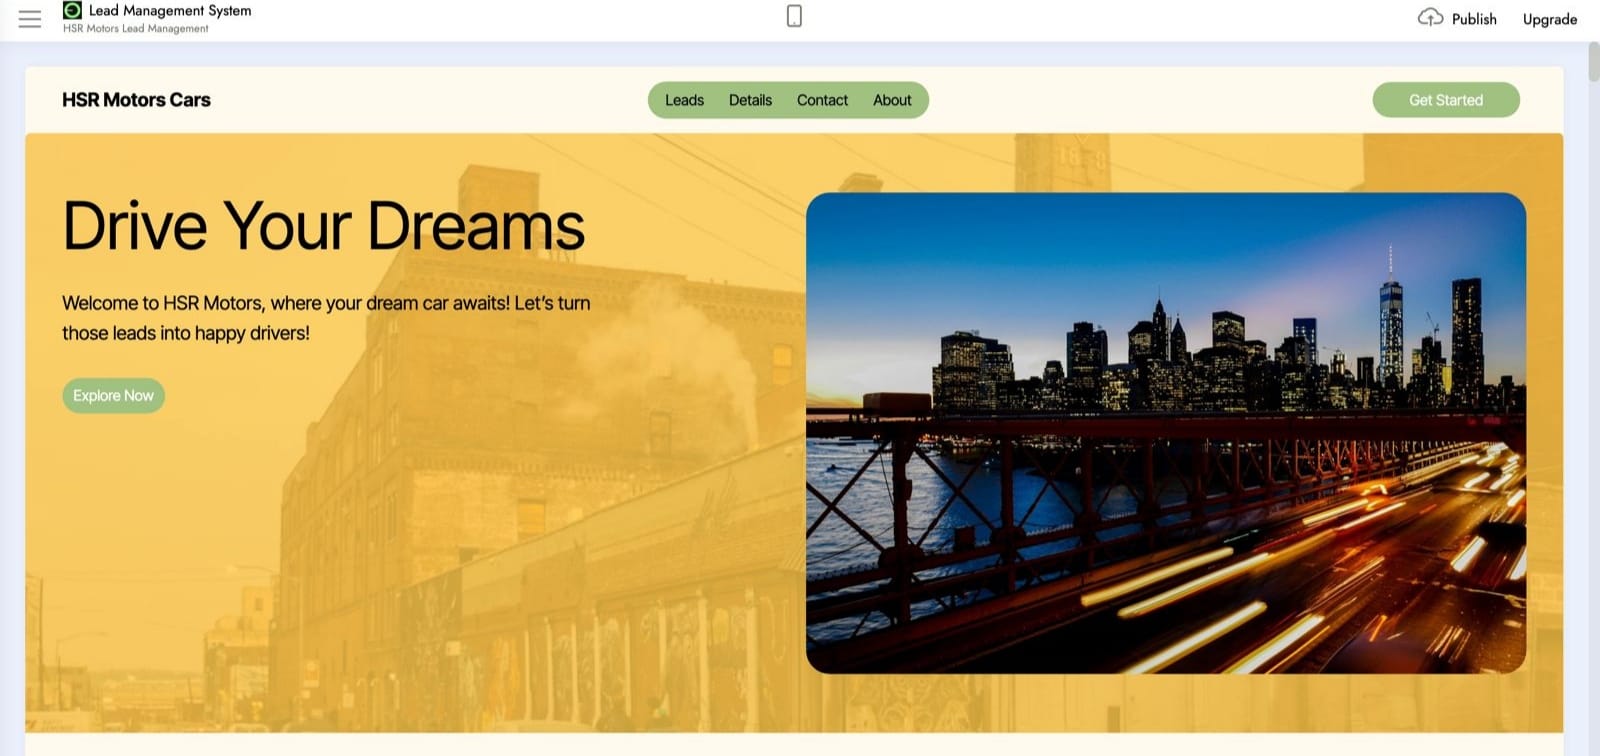 Lead Management System
HSR Motors Lead Management
Publish
Upgrade
HSR Motors Cars
Leads
Details
Contact
About
Get Started
Drive Your Dreams
Welcome to HSR Motors, where your dream car awaits! Let’s turn
those leads into happy drivers!
Explore Now